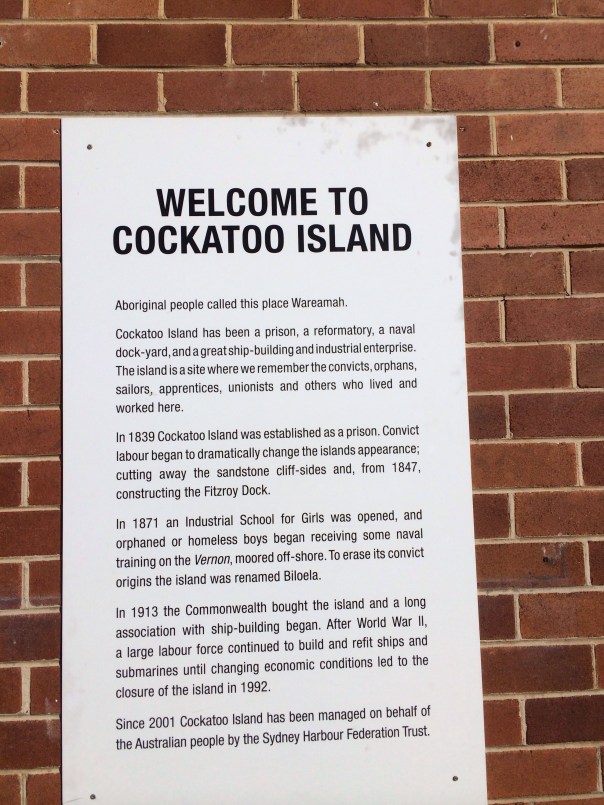 WELCOME TO
COCKATOO ISLAND
Aboriginal people called this place Wareamah.
Cockatoo Island has been a prison, a reformatory, a naval
dock-yard, and a great ship-building and industrial enterprise.
The island is a site where we remember the convicts, orphans,
sailors, apprentices, unionists and others who lived and
worked here.
In 1839 Cockatoo Island was established as a prison. Convict
labour began to dramatically change the islands appearance;
cutting away the sandstone cliff-sides and, from 1847,
constructing the Fitzroy Dock.
In 1871 an Industrial School for Girls was opened, and
orphaned or homeless boys began receiving some naval
training on the Vernon, moored off-shore. To erase its convict
origins the island was renamed Biloela.
In 1913 the Commonwealth bought the island and a long
association with ship-building began. After World War II,
a large labour force continued to build and refit ships and
submarines until changing economic conditions led to the
closure of the island in 1992.
Since 2001 Cockatoo Island has been managed on behalf of
the Australian people by the Sydney Harbour Federation Trust.